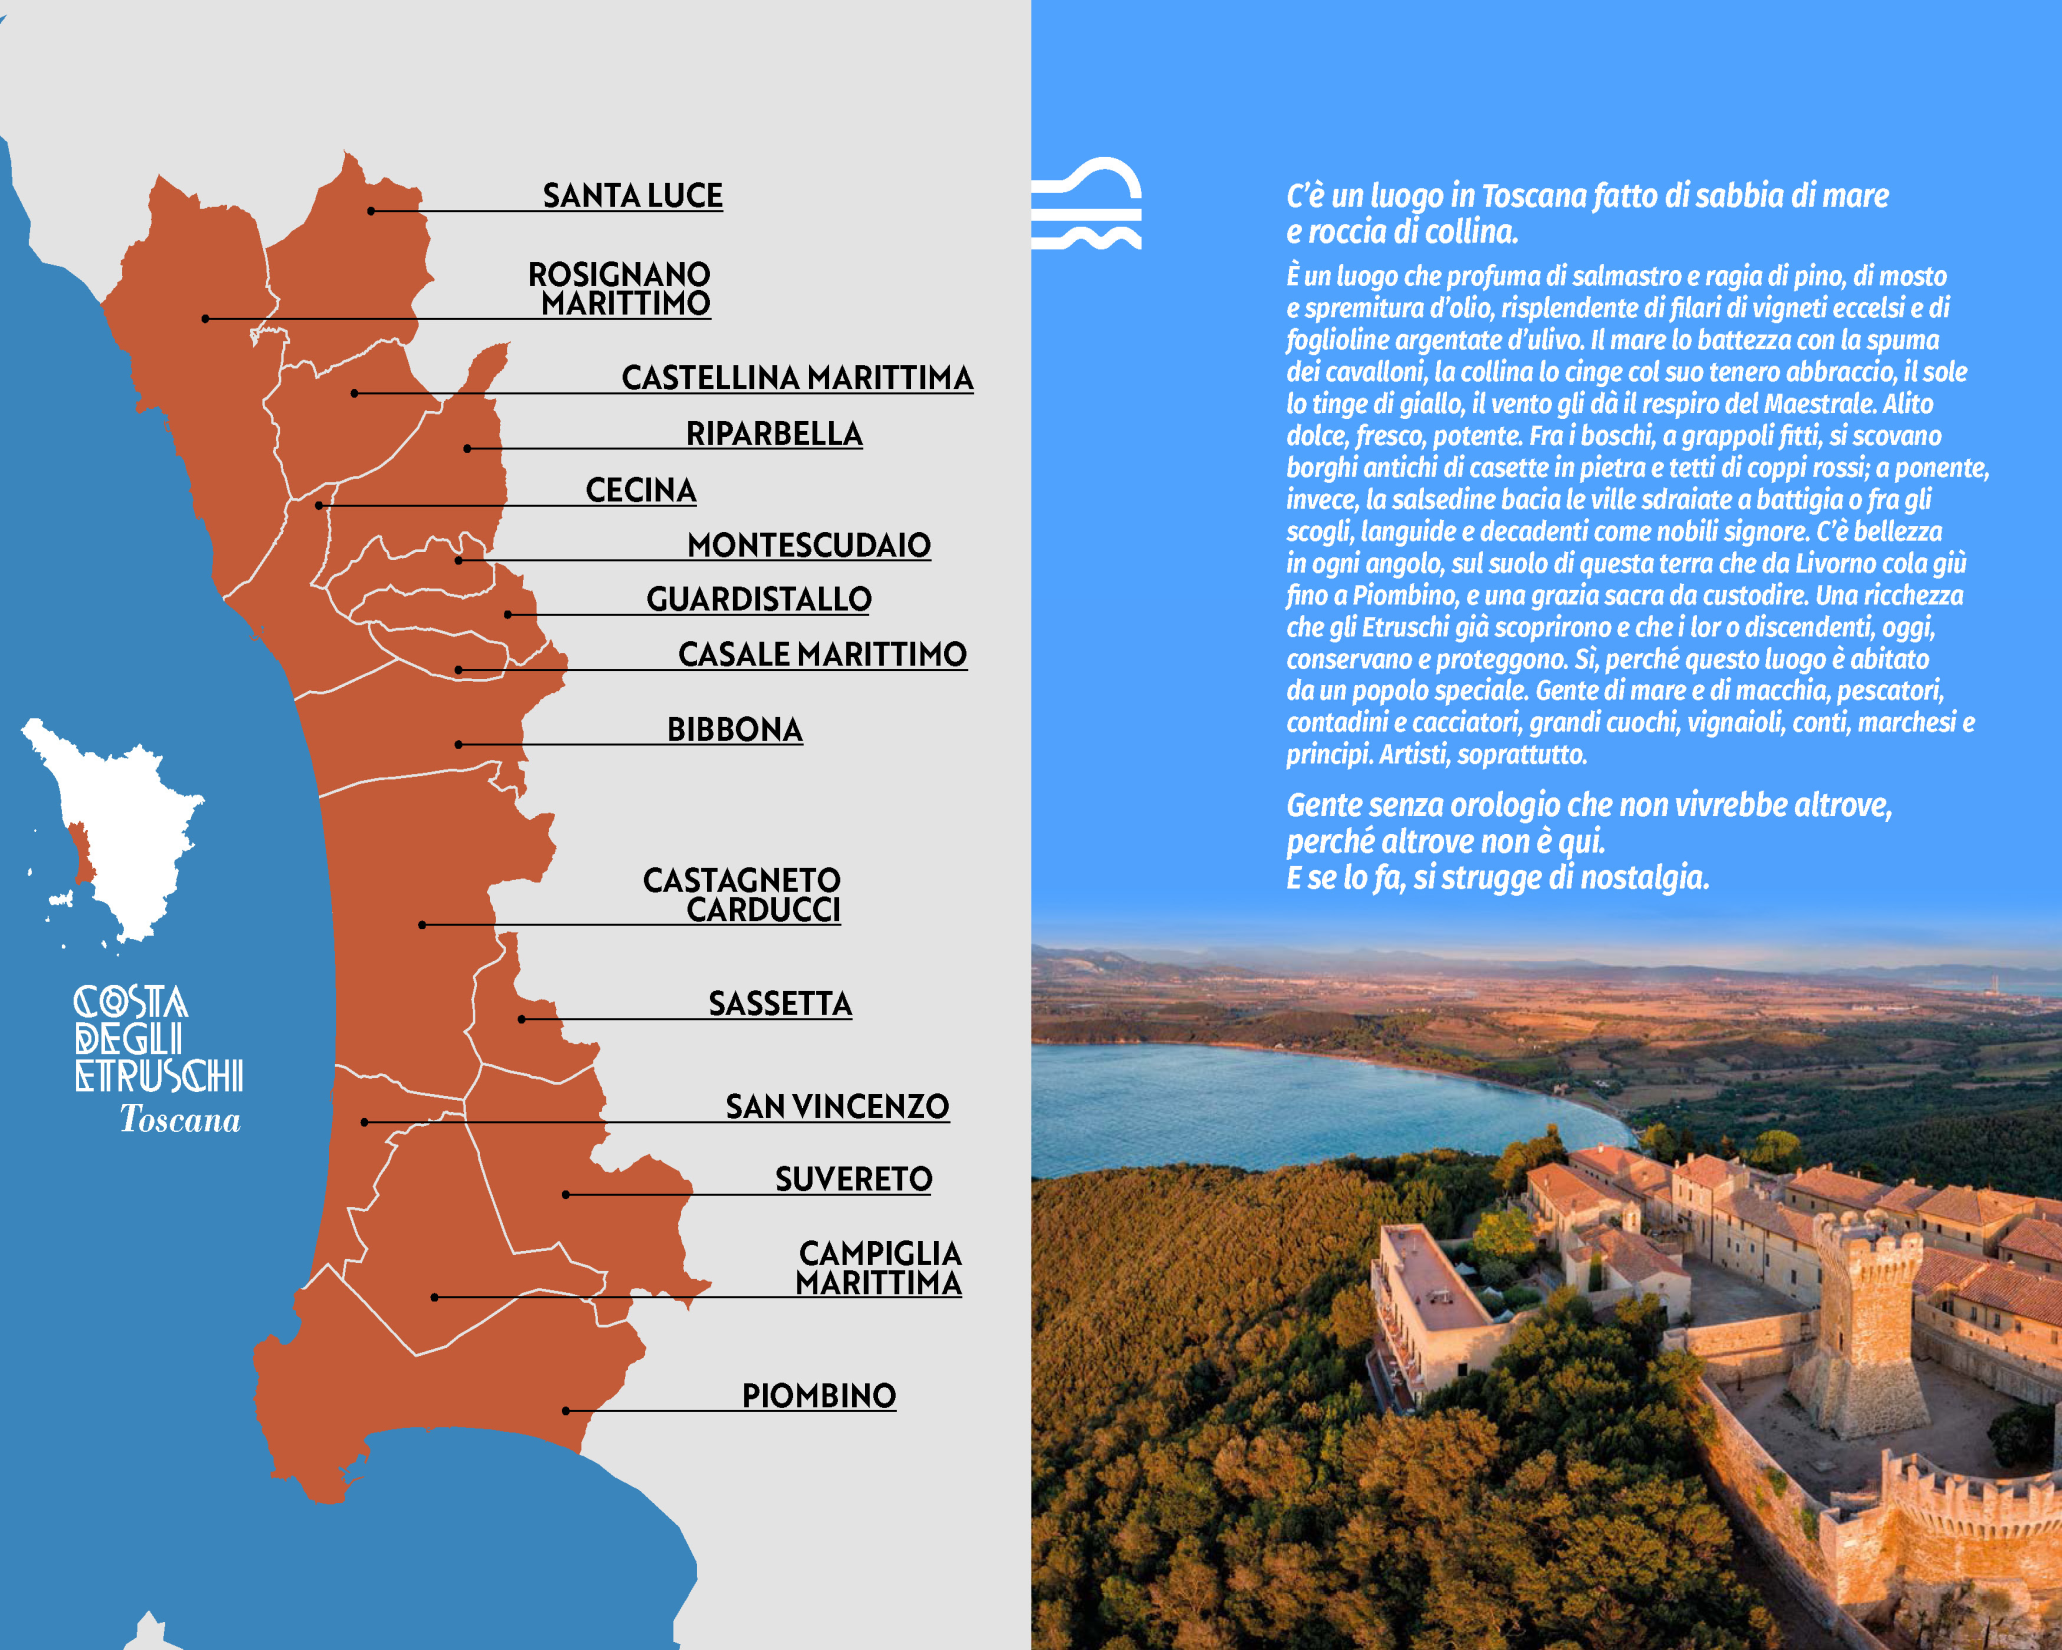 SANTA LUCE
ROSIGNANO
MARITTIMO
CASTELLINA MARITTIMA
RIPARBELLA
CECINA
MONTESCUDAIO
GUARDISTALLO
CASALE MARITTIMO
BIBBONA
CASTAGNETO
CARDUCCI
SASSETTA
SAN VINCENZO
SUVERETO
CAMPIGLIA
MARITTIMA
PIOMBINO
COSTA
DEGLI
ETRUSCHI
Toscana
C'è un luogo in Toscana fatto di sabbia di mare
e roccia di collina.
È un luogo che profuma di salmastro e ragia di pino, di mosto
e spremitura d'olio, risplendente di filari di vigneti eccelsi e di
foglioline argentate d'ulivo. Il mare lo battezza con la spuma
dei cavalloni, la collina lo cinge col suo tenero abbraccio, il sole
lo tinge di giallo, il vento gli dà il respiro del Maestrale. Alito
dolce, fresco, potente. Fra i boschi, a grappoli fitti, si scovano
borghi antichi di casette in pietra e tetti di coppi rossi; a ponente,
invece, la salsedine bacia le ville sdraiate a battigia o fra gli
scogli, languide e decadenti come nobili signore. C'è bellezza
in ogni angolo, sul suolo di questa terra che da Livorno cola giù
fino a Piombino, e una grazia sacra da custodire. Una ricchezza
che gli Etruschi già scoprirono e che i lor o discendenti, oggi,
conservano e proteggono. Sì, perché questo luogo è abitato
da un popolo speciale. Gente di mare e di macchia, pescatori,
contadini e cacciatori, grandi cuochi, vignaioli, conti, marchesi e
principi. Artisti, soprattutto.
Gente senza orologio che non vivrebbe altrove,
perché altrove non è qui.
E se lo fa, si strugge di nostalgia.